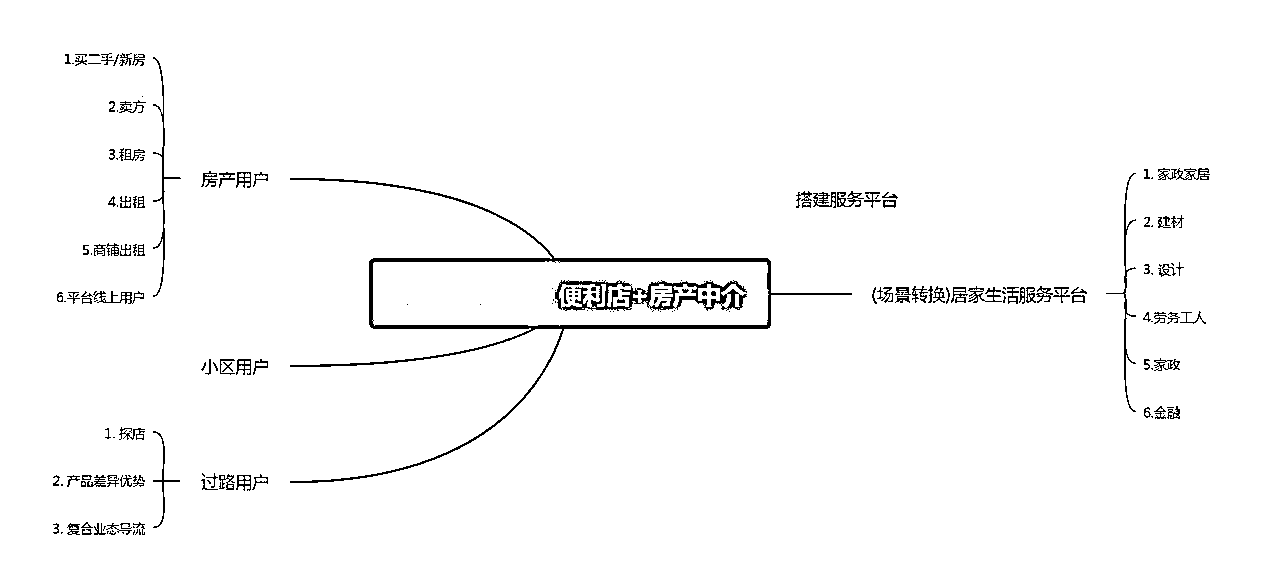 1.买二手/新房
2.卖方
3.租房
4.出租
5.商铺出租
6.平台线上用户
房产用户
小区用户
1. 探店
2. 产品差异优势
3. 复合业态导流
过路用户
便利店+房产中介
搭建服务平台
(场景转换)居家生活服务平台
1. 家政家居
2. 建材
3. 设计
4.劳务工人
5.家政
6.金融